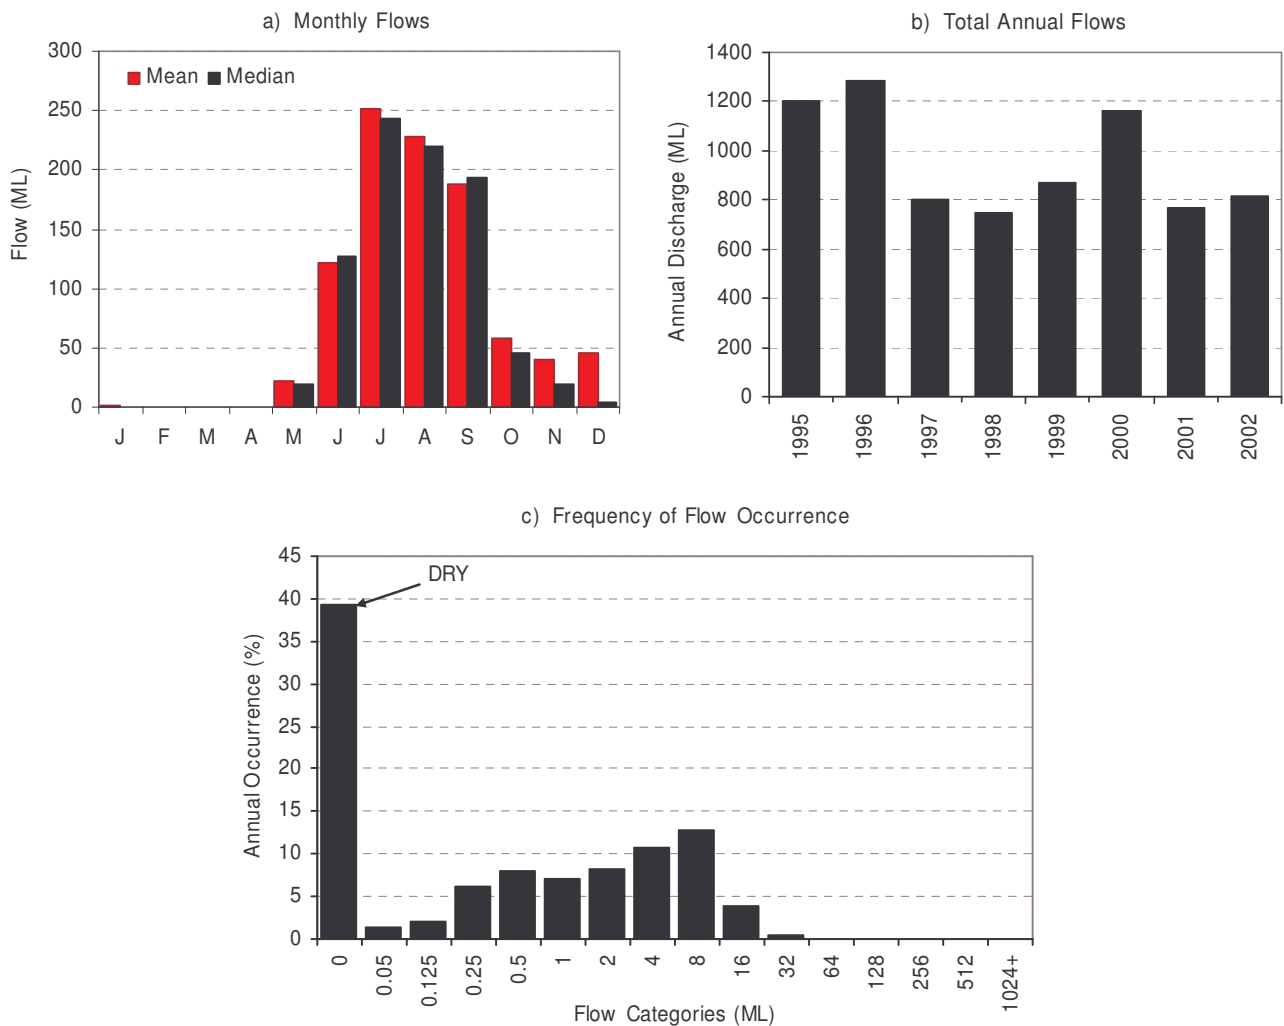 a) Monthly Flows
300
250
200
150
100
50
0
Flow (ML)
Mean Median
J F M A M J J A S O N D
b) Total Annual Flows
1400
1200
1000
800
600
400
200
0
Annual Discharge (ML)
1995 1996 1997 1998 1999 2000 2001 2002
c) Frequency of Flow Occurrence
45
40
35
30
25
20
15
10
5
0
Annual Occurrence (%)
DRY
0 0.05 0.125 0.25 0.5 1 2 4 8 16 32 64 128 256 512 1024+
Flow Categories (ML)